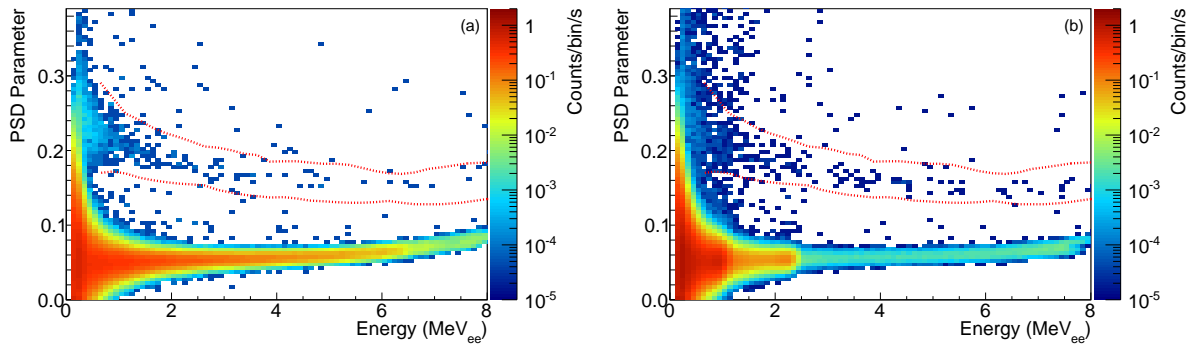 (a)
PSD Parameter
0.3
0.2
0.1
0.0
0 2 4 6 8
Energy (MeV_ee)
1
10^-1
10^-2
10^-3
10^-4
10^-5
Counts/bin/s
(b)
PSD Parameter
0.3
0.2
0.1
0.0
0 2 4 6 8
Energy (MeV_ee)
1
10^-1
10^-2
10^-3
10^-4
10^-5
Counts/bin/s